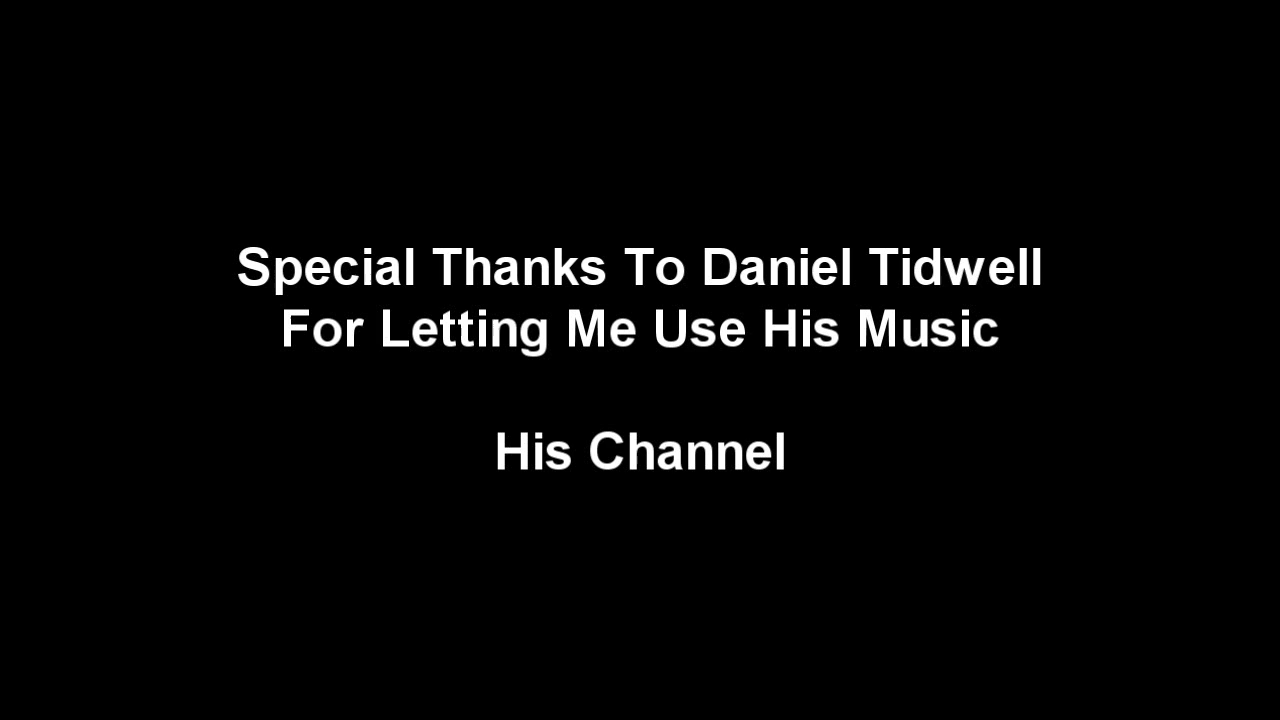 Special Thanks To Daniel Tidwell
For Letting Me Use His Music
His Channel